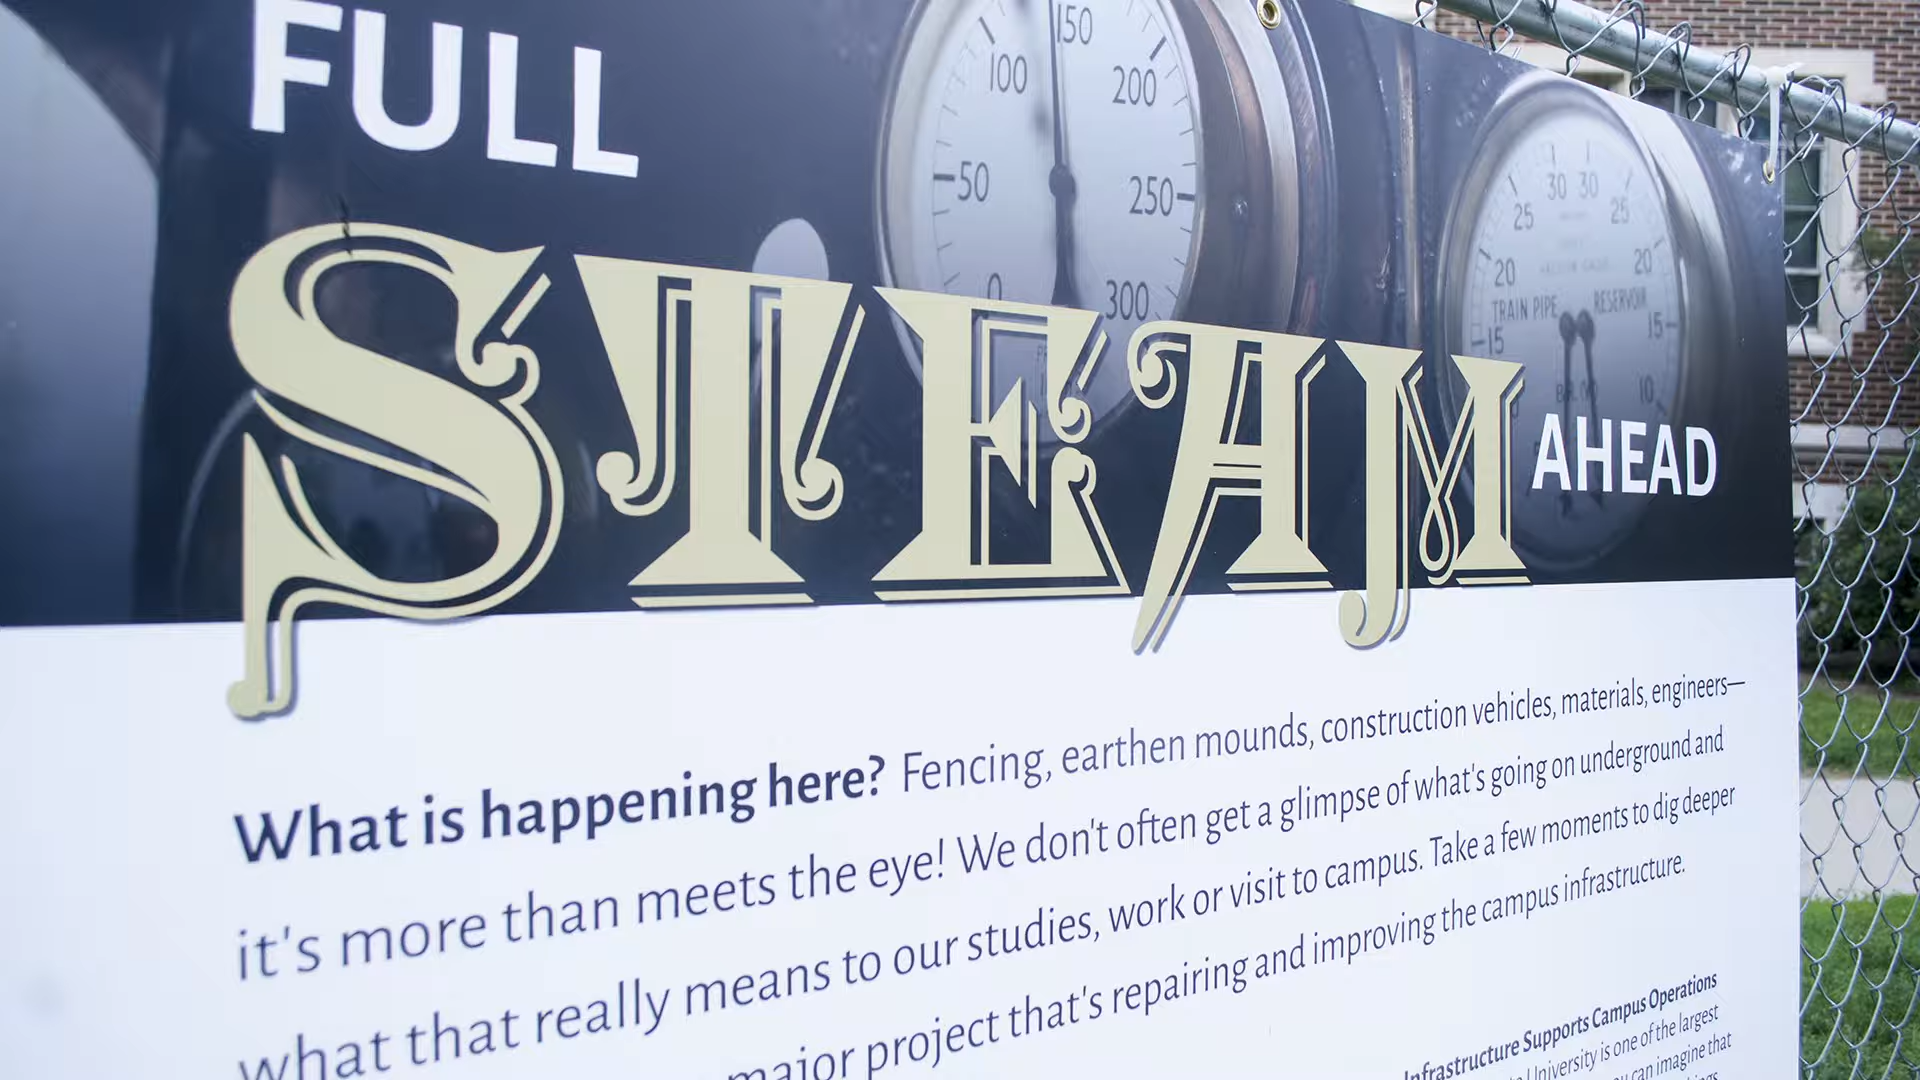 FULL
STEAM
AHEAD
150
100
200
50
250
0
300
30 30
25 25
20 20
TRAIN PIPE RESERVOIR
15 15
10
What is happening here? Fencing, earthen mounds, construction vehicles, materials, engineers—
it's more than meets the eye! We don't often get a glimpse of what's going on underground and
what that really means to our studies, work or visit to campus. Take a few moments to dig deeper
major project that's repairing and improving the campus infrastructure.
Infrastructure Supports Campus Operations
University is one of the largest
can imagine that